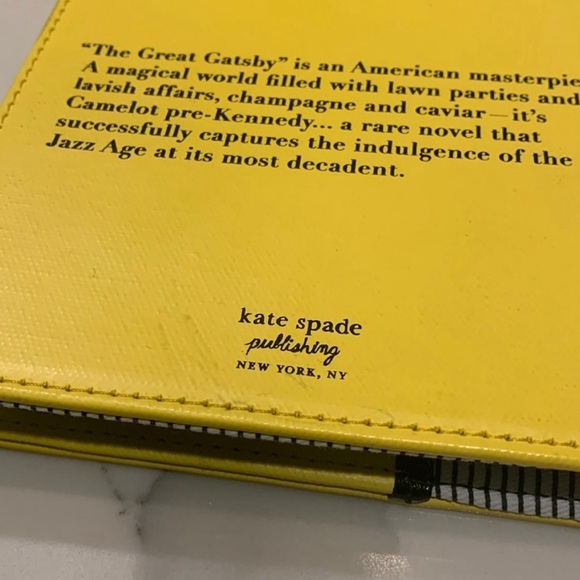 “The Great Gatsby” is an American masterpie
A magical world filled with lawn parties and
lavish affairs, champagne and caviar—it’s
Camelot pre-Kennedy... a rare novel that
successfully captures the indulgence of the
Jazz Age at its most decadent.
kate spade
publishing
NEW YORK, NY